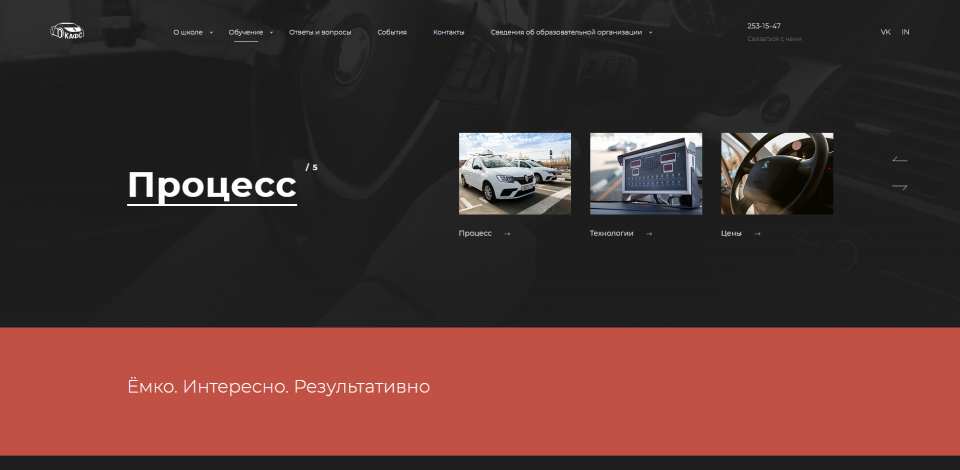 КАФС
О школе
Обучение
Ответы и вопросы
События
Контакты
Сведения об образовательной организации
253-15-47
Связаться с нами
VK
IN
Процесс
/ 5
Процесс
Технологии
Цены
Ёмко. Интересно. Результативно